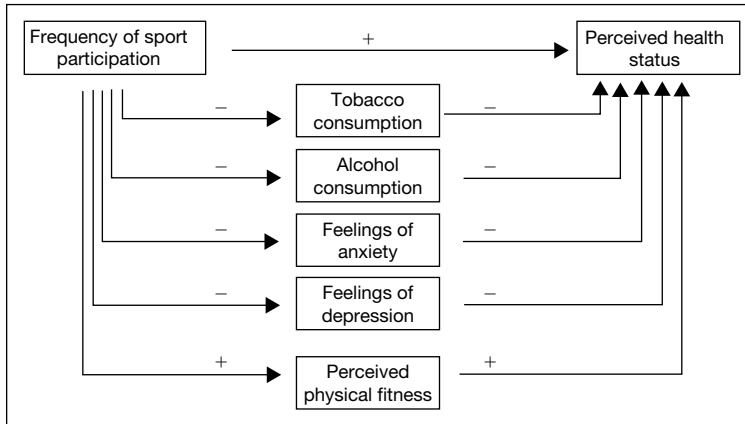 Frequency of sport
participation
+
Perceived health
status
−
Tobacco
consumption
−
−
Alcohol
consumption
−
−
Feelings of
anxiety
−
−
Feelings of
depression
−
+
Perceived
physical fitness
+